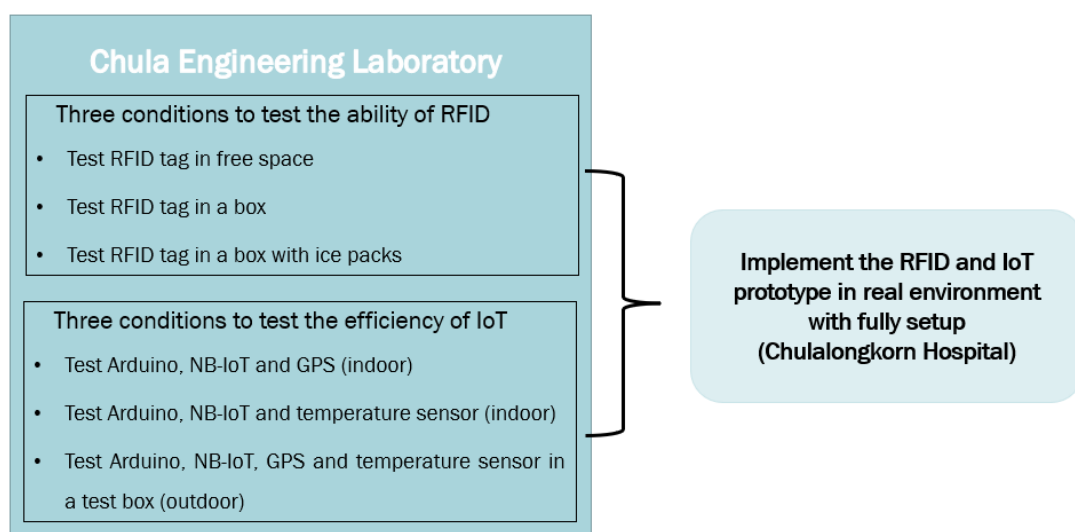 Chula Engineering Laboratory
Three conditions to test the ability of RFID
• Test RFID tag in free space
• Test RFID tag in a box
• Test RFID tag in a box with ice packs
Three conditions to test the efficiency of IoT
• Test Arduino, NB-IoT and GPS (indoor)
• Test Arduino, NB-IoT and temperature sensor (indoor)
• Test Arduino, NB-IoT, GPS and temperature sensor in
a test box (outdoor)
Implement the RFID and IoT
prototype in real environment
with fully setup
(Chulalongkorn Hospital)